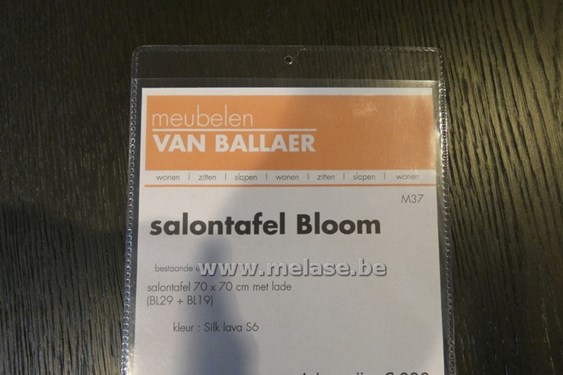 meubelen
VAN BALLAER
wonen | zitten | slapen | wonen | zitten | slapen | wonen
M37
salontafel Bloom
bestaande
www.melase.be
salontafel 70 x 70 cm met lade
(BL29 + BL19)
kleur : Silk lava S6